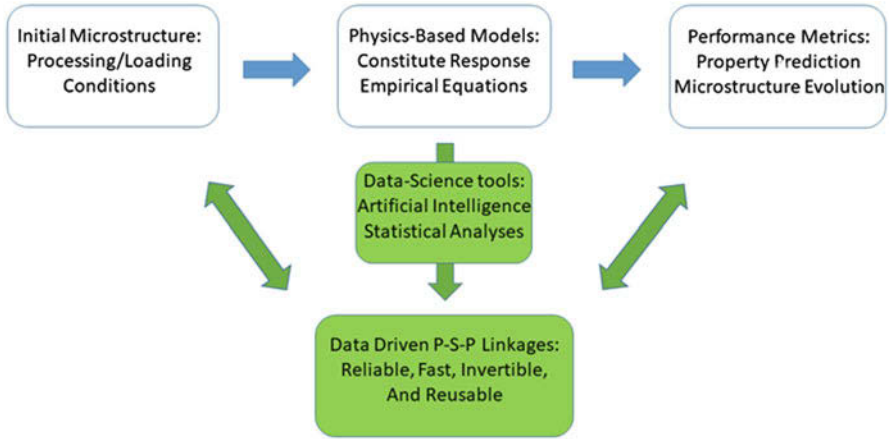 Initial Microstructure:
Processing/Loading
Conditions
Physics-Based Models:
Constitute Response
Empirical Equations
Performance Metrics:
Property Prediction
Microstructure Evolution
Data-Science tools:
Artificial Intelligence
Statistical Analyses
Data Driven P-S-P Linkages:
Reliable, Fast, Invertible,
And Reusable